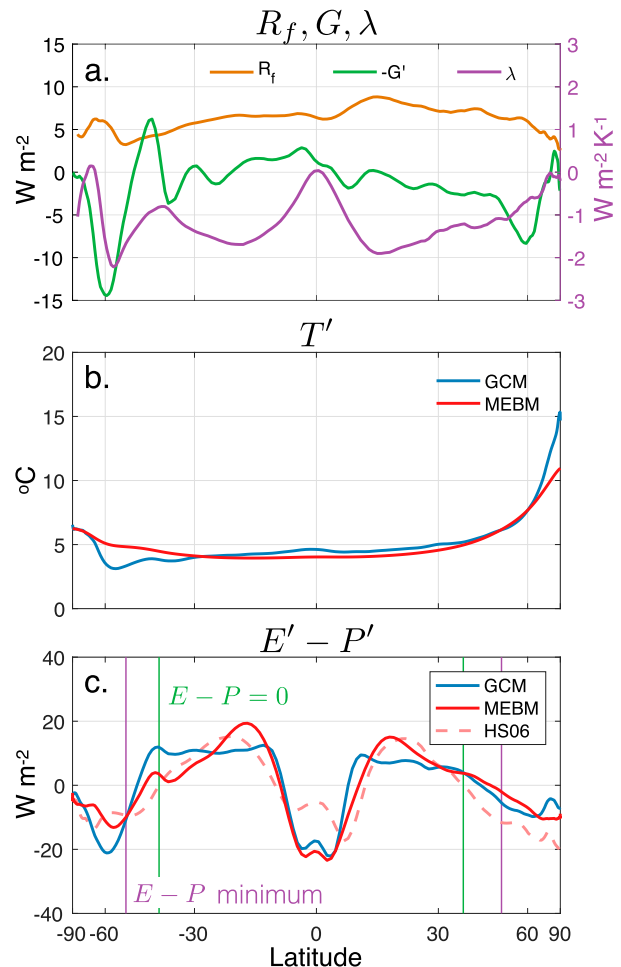 R_f, G, λ
a.
R_f
-G'
λ
15
10
5
0
-5
-10
-15
W m⁻²
3
2
1
0
-1
-2
-3
W m⁻² K⁻¹
T′
b.
GCM
MEBM
20
15
10
5
0
ºC
E′ − P′
c.
E − P = 0
GCM
MEBM
HS06
E − P minimum
40
20
0
-20
-40
W m⁻²
-90 -60 -30 0 30 60 90
Latitude